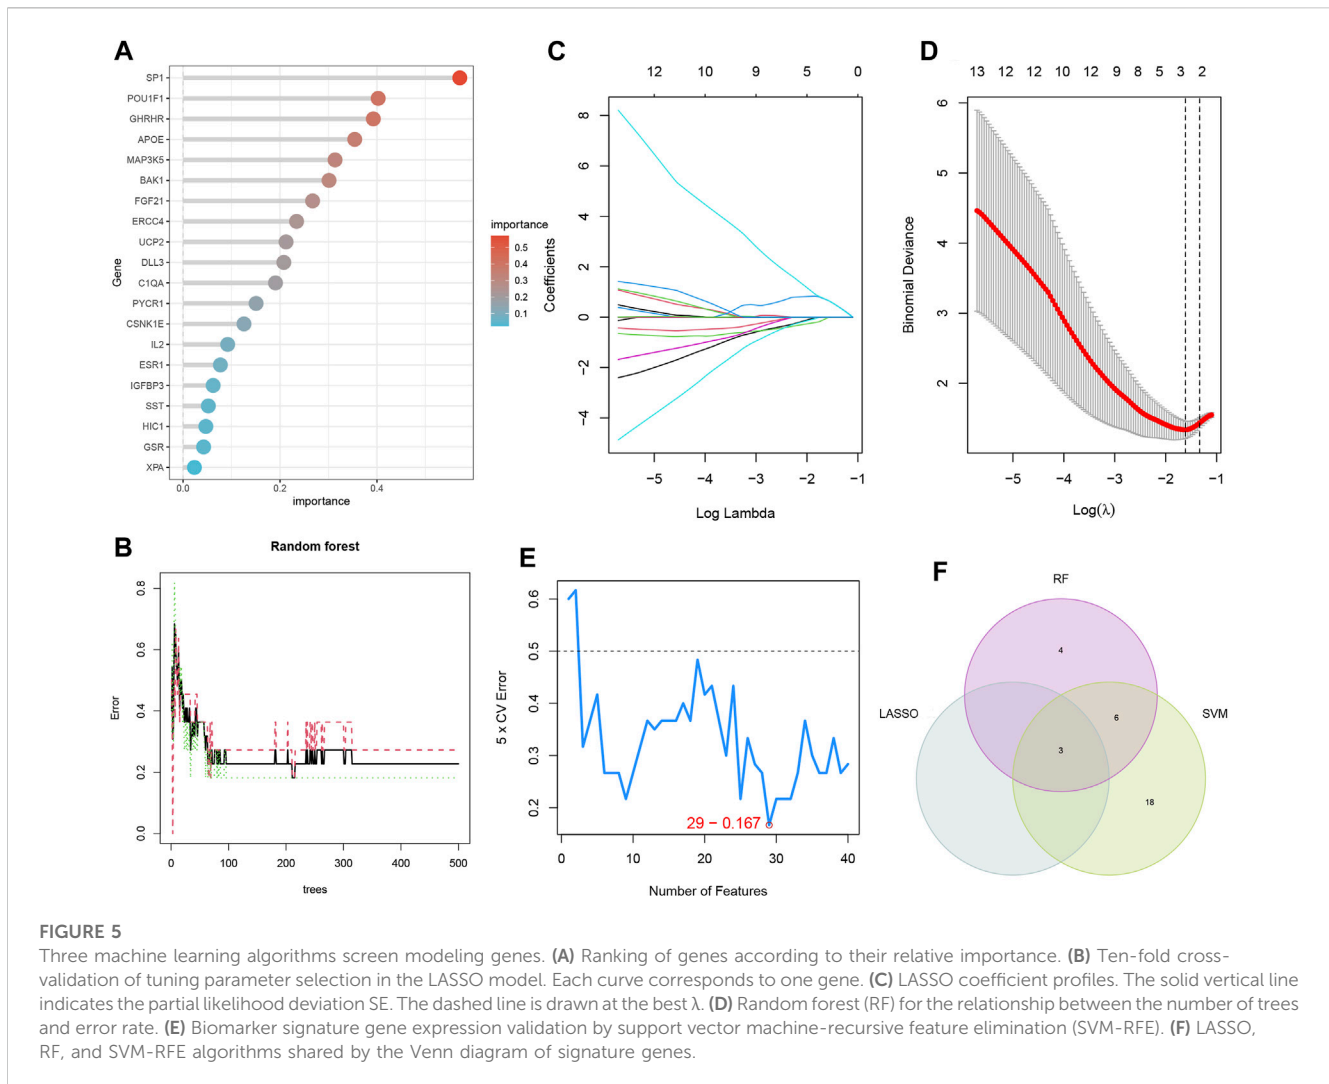 A
SP1
POU1F1
GHRHR
APOE
MAP3K5
BAK1
FGF21
ERCC4
UCP2
DLL3
C1QA
PYCR1
CSNK1E
IL2
ESR1
IGFBP3
SST
HIC1
GSR
XPA
Gene
0.0 0.2 0.4
importance
importance
0.5
0.4
0.3
0.2
0.1
C
12 10 9 5 0
8
6
4
2
0
−2
−4
Coefficients
−5 −4 −3 −2 −1
Log Lambda
D
13 12 12 10 12 9 8 5 3 2
6
5
4
3
2
Binomial Deviance
−5 −4 −3 −2 −1
Log(λ)
B
Random forest
0.8
0.6
0.4
0.2
0.0
Error
0 100 200 300 400 500
trees
E
0.6
0.5
0.4
0.3
0.2
5 x CV Error
29 − 0.167
0 10 20 30 40
Number of Features
F
RF
4
LASSO
6
SVM
3
18
FIGURE 5
Three machine learning algorithms screen modeling genes. (A) Ranking of genes according to their relative importance. (B) Ten-fold cross-
validation of tuning parameter selection in the LASSO model. Each curve corresponds to one gene. (C) LASSO coefficient profiles. The solid vertical line
indicates the partial likelihood deviation SE. The dashed line is drawn at the best λ. (D) Random forest (RF) for the relationship between the number of trees
and error rate. (E) Biomarker signature gene expression validation by support vector machine-recursive feature elimination (SVM-RFE). (F) LASSO,
RF, and SVM-RFE algorithms shared by the Venn diagram of signature genes.